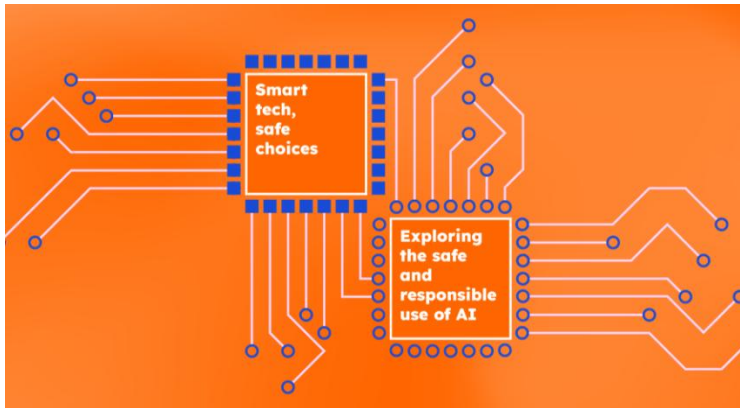 Smart
tech,
safe
choices
Exploring
the safe
and
responsible
use of AI